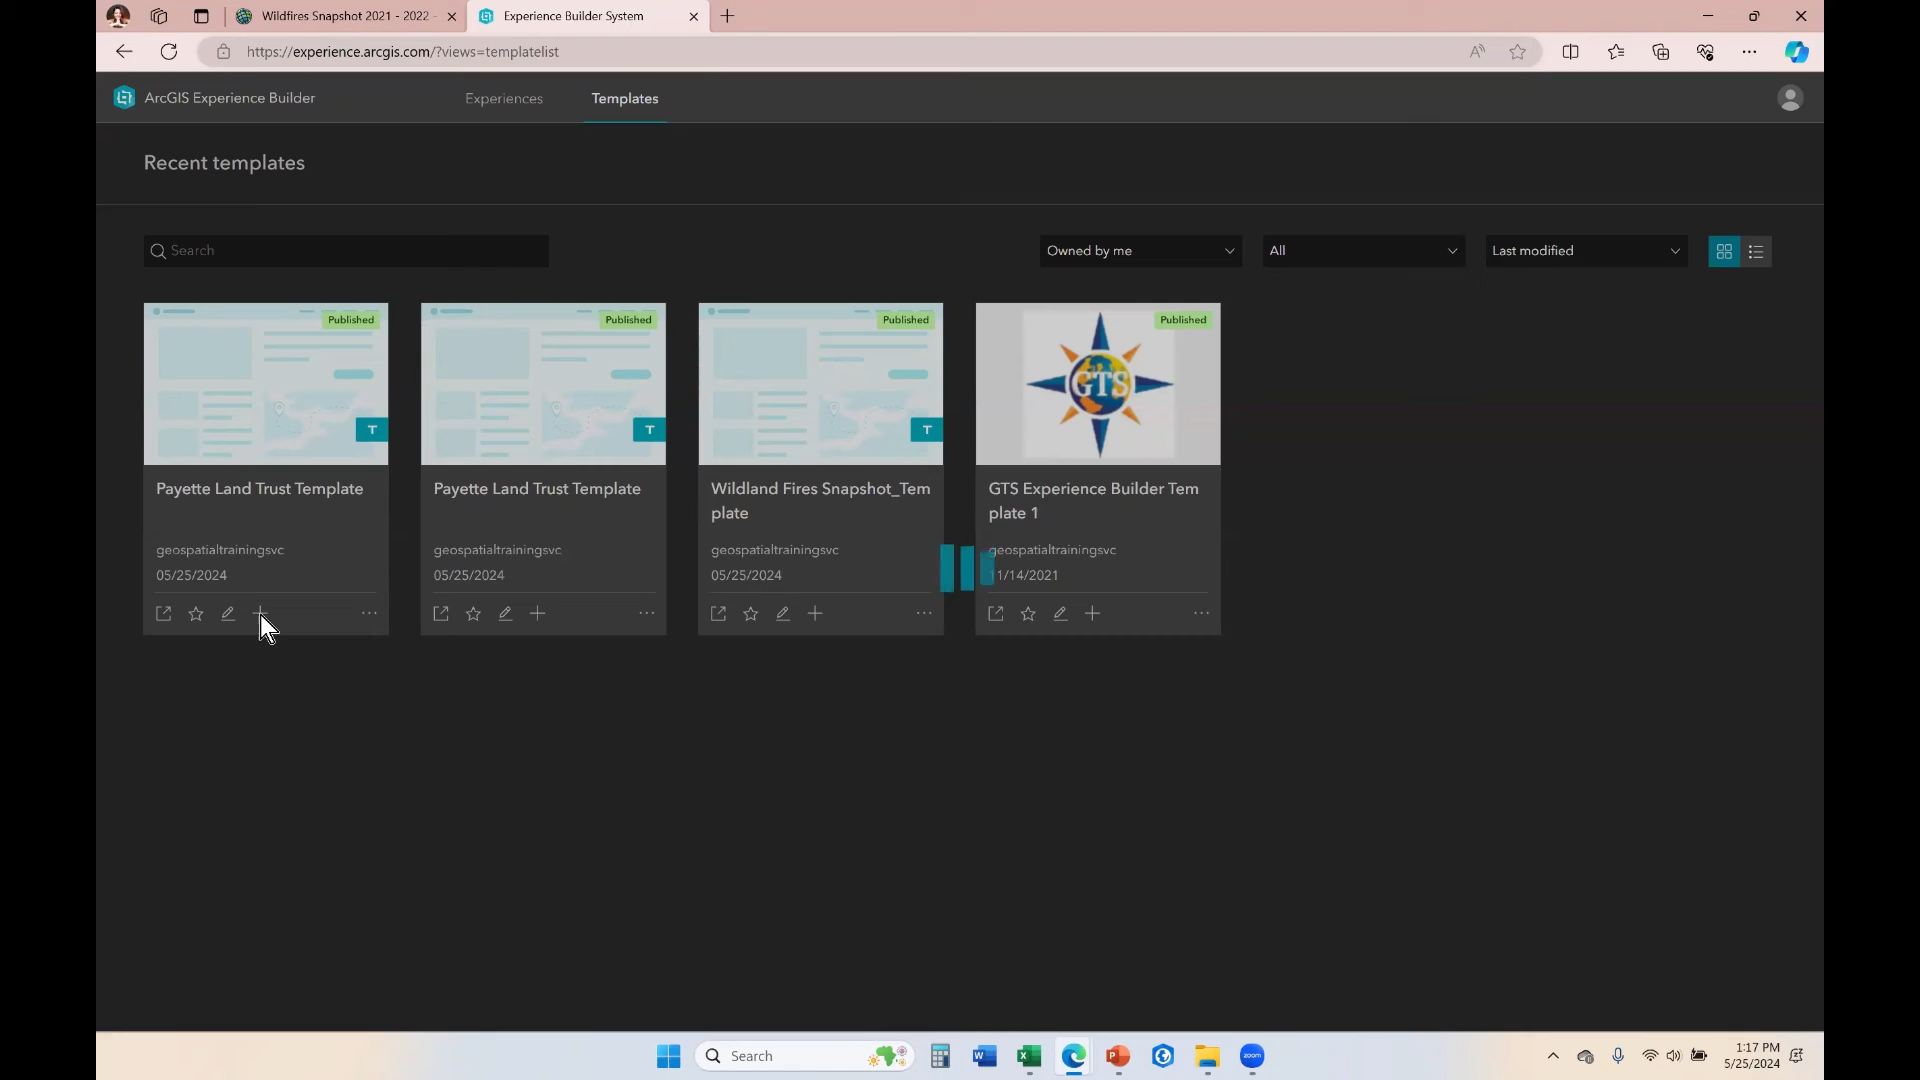 Wildfires Snapshot 2021 - 2022 -
Experience Builder System
https://experience.arcgis.com/?views=templatelist
ArcGIS Experience Builder
Experiences
Templates
Recent templates
Search
Owned by me
All
Last modified
Published
Published
Published
Published
T
T
T
GTS
Payette Land Trust Template
geospatialtrainingsvc
05/25/2024
Payette Land Trust Template
geospatialtrainingsvc
05/25/2024
Wildland Fires Snapshot_Tem
plate
geospatialtrainingsvc
05/25/2024
GTS Experience Builder Tem
plate 1
geospatialtrainingsvc
11/14/2021
Search
zoom
1:17 PM
5/25/2024